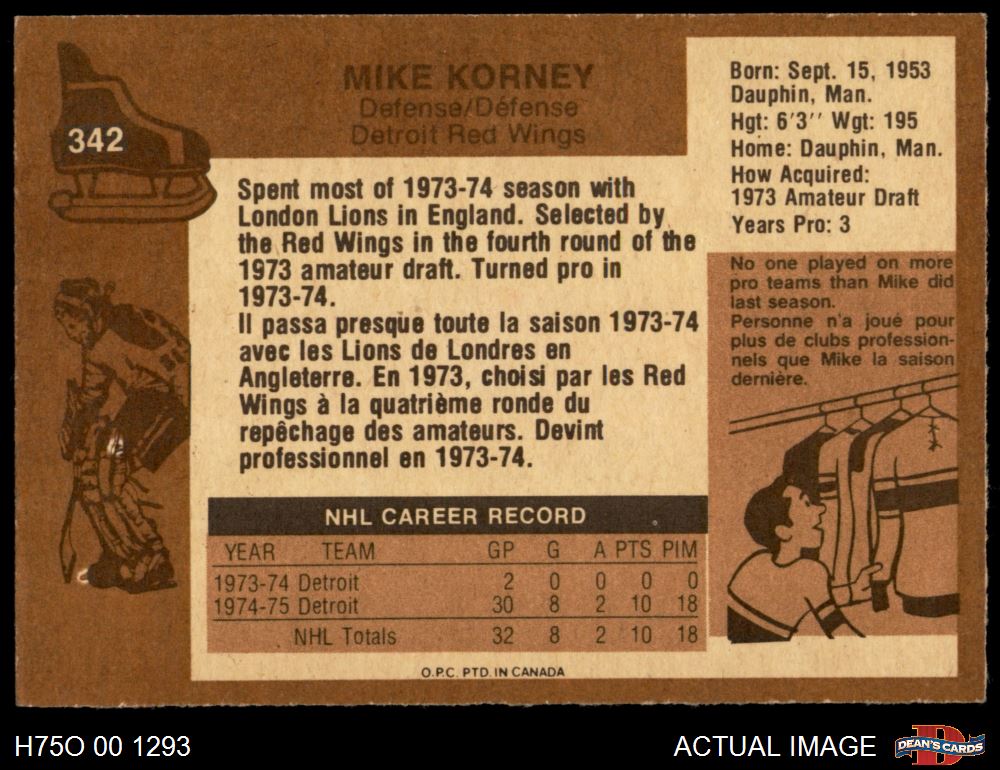 342
MIKE KORNEY
Defense/Défense
Detroit Red Wings
Born: Sept. 15, 1953
Dauphin, Man.
Hgt: 6'3'' Wgt: 195
Home: Dauphin, Man.
How Acquired:
1973 Amateur Draft
Years Pro: 3
Spent most of 1973-74 season with
London Lions in England. Selected by
the Red Wings in the fourth round of the
1973 amateur draft. Turned pro in
1973-74.
Il passa presque toute la saison 1973-74
avec les Lions de Londres en
Angleterre. En 1973, choisi par les Red
Wings à la quatrième ronde du
repêchage des amateurs. Devint
professionnel en 1973-74.
No one played on more
pro teams than Mike did
last season.
Personne n'a joué pour
plus de clubs profession-
nels que Mike la saison
dernière.
NHL CAREER RECORD
YEAR TEAM GP G A PTS PIM
1973-74 Detroit 2 0 0 0 0
1974-75 Detroit 30 8 2 10 18
NHL Totals 32 8 2 10 18
O.P.C. PTD. IN CANADA
H75O 00 1293
ACTUAL IMAGE
D
DEAN'S CARDS